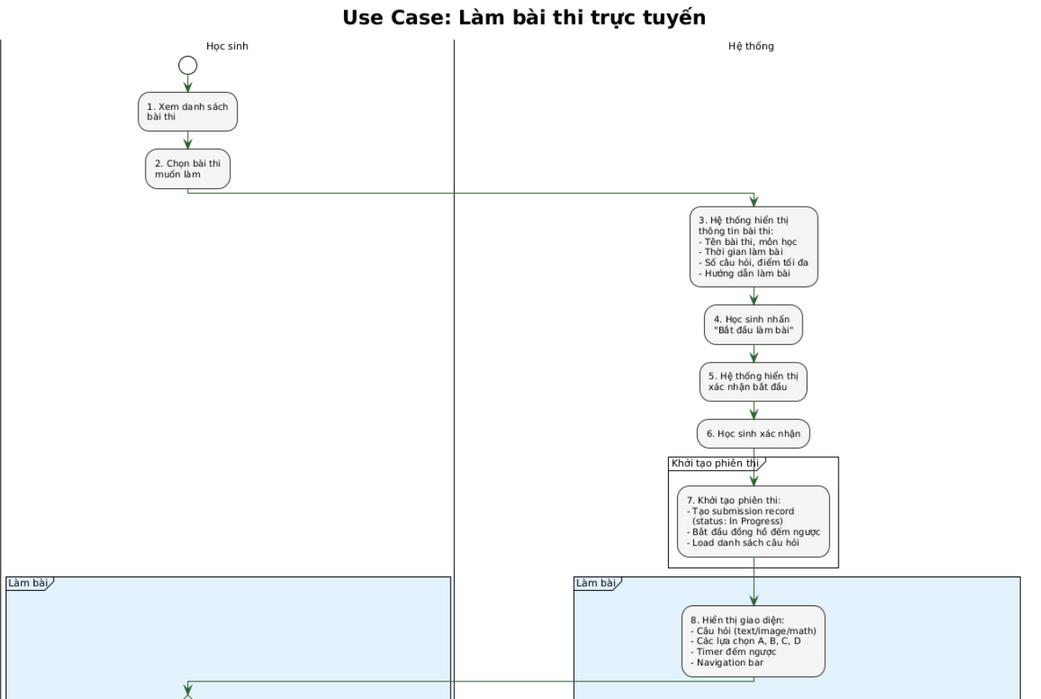 Use Case: Làm bài thi trực tuyến
Học sinh
Hệ thống
1. Xem danh sách
bài thi
2. Chọn bài thi
muốn làm
3. Hệ thống hiển thị
thông tin bài thi:
- Tên bài thi, môn học
- Thời gian làm bài
- Số câu hỏi, điểm tối đa
- Hướng dẫn làm bài
4. Học sinh nhấn
"Bắt đầu làm bài"
5. Hệ thống hiển thị
xác nhận bắt đầu
6. Học sinh xác nhận
Khởi tạo phiên thi
7. Khởi tạo phiên thi:
- Tạo submission record
(status: In Progress)
- Bắt đầu đồng hồ đếm ngược
- Load danh sách câu hỏi
Làm bài
Làm bài
8. Hiển thị giao diện:
- Câu hỏi (text/image/math)
- Các lựa chọn A, B, C, D
- Timer đếm ngược
- Navigation bar